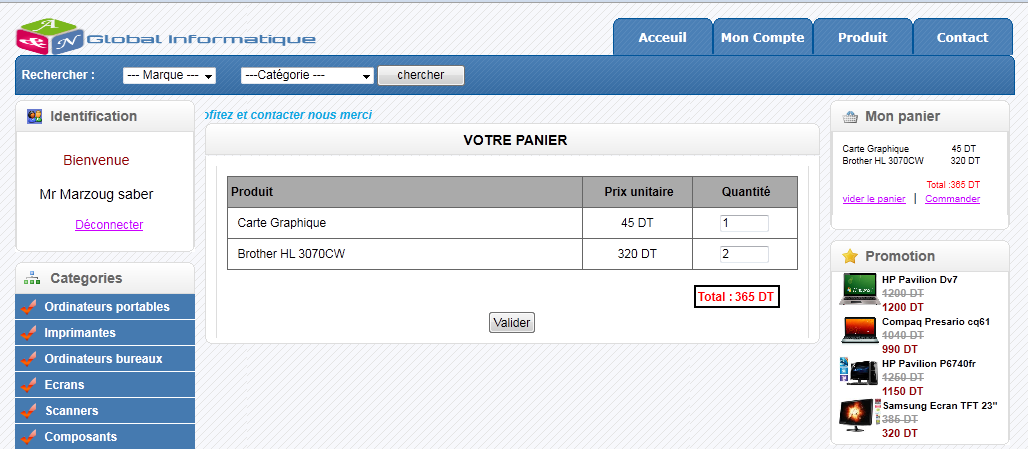 A & N Global Informatique
Acceuil Mon Compte Produit Contact
Rechercher : --- Marque --- ---Catégorie --- chercher
ofitez et contacter nous merci
Identification
Bienvenue
Mr Marzoug saber
Déconnecter
Categories
Ordinateurs portables
Imprimantes
Ordinateurs bureaux
Ecrans
Scanners
Composants
VOTRE PANIER
Produit Prix unitaire Quantité
Carte Graphique 45 DT 1
Brother HL 3070CW 320 DT 2
Total : 365 DT
Valider
Mon panier
Carte Graphique 45 DT
Brother HL 3070CW 320 DT
Total :365 DT
vider le panier | Commander
Promotion
HP Pavilion Dv7
1200 DT
1200 DT
Compaq Presario cq61
1040 DT
990 DT
HP Pavilion P6740fr
1250 DT
1150 DT
Samsung Ecran TFT 23"
385 DT
320 DT